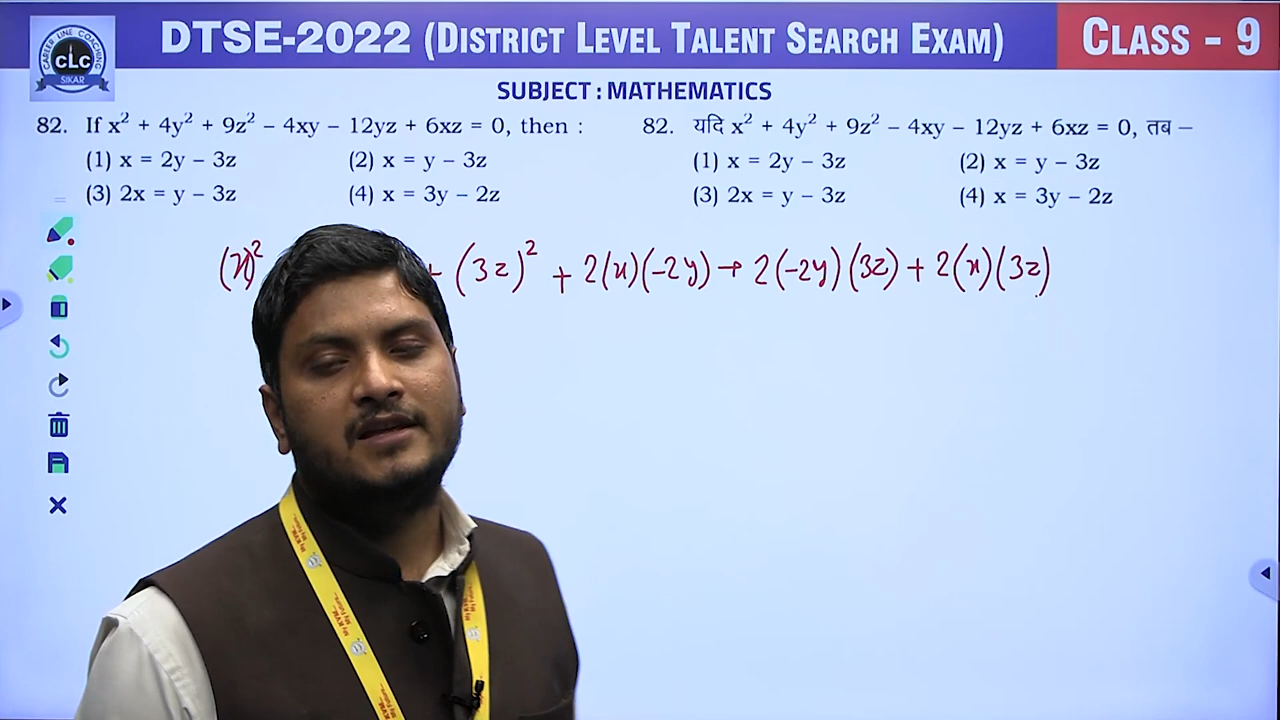 CAREER LINE COACHING
CLC
SIKAR
DTSE-2022 (DISTRICT LEVEL TALENT SEARCH EXAM)
CLASS - 9
SUBJECT : MATHEMATICS
82. If x² + 4y² + 9z² – 4xy – 12yz + 6xz = 0, then :
(1) x = 2y – 3z (2) x = y – 3z
(3) 2x = y – 3z (4) x = 3y – 2z
82. यदि x² + 4y² + 9z² – 4xy – 12yz + 6xz = 0, तब –
(1) x = 2y – 3z (2) x = y – 3z
(3) 2x = y – 3z (4) x = 3y – 2z
(x)² + (3z)² + 2(x)(-2y) + 2(-2y)(3z) + 2(x)(3z)